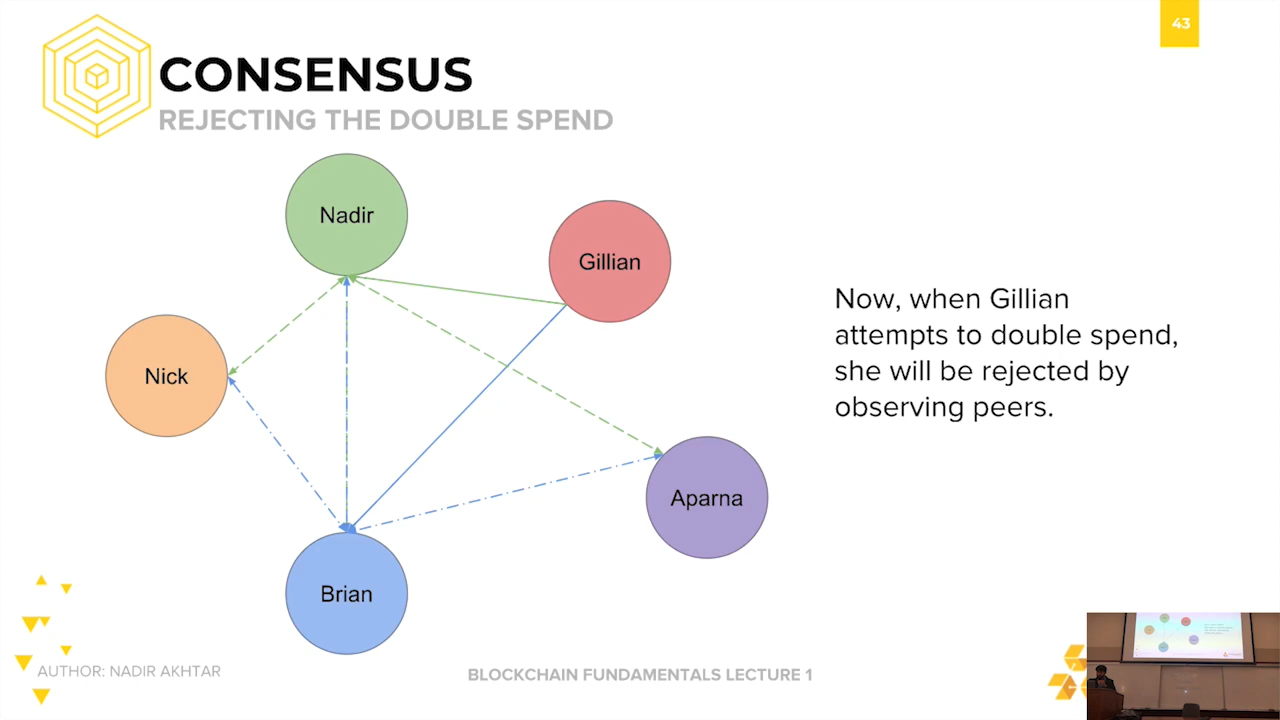 43
CONSENSUS
REJECTING THE DOUBLE SPEND
Nadir
Gillian
Nick
Aparna
Brian
Now, when Gillian
attempts to double spend,
she will be rejected by
observing peers.
AUTHOR: NADIR AKHTAR
BLOCKCHAIN FUNDAMENTALS LECTURE 1